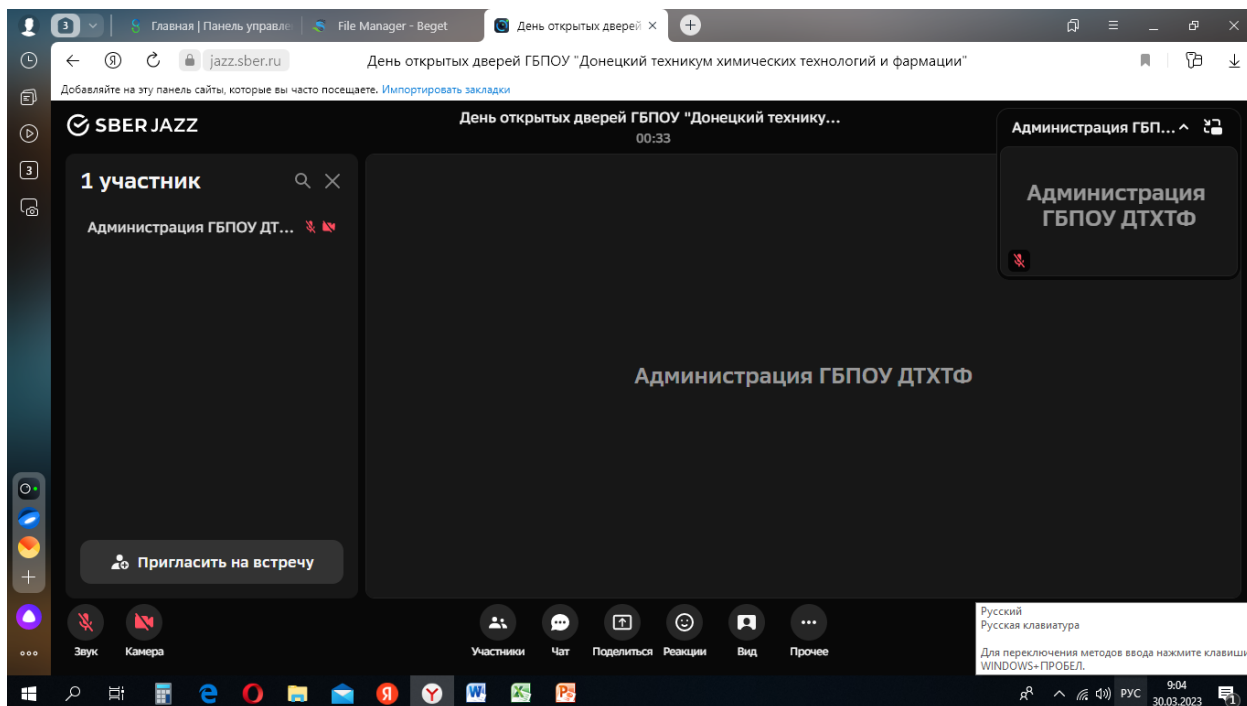 3
Главная | Панель управле
File Manager - Beget
День открытых дверей
Я
jazz.sber.ru
День открытых дверей ГБПОУ "Донецкий техникум химических технологий и фармации"
Добавляйте на эту панель сайты, которые вы часто посещаете. Импортировать закладки
3
SBER JAZZ
День открытых дверей ГБПОУ "Донецкий технику...
00:33
Администрация ГБП...
1 участник
Администрация ГБПОУ ДТ...
Администрация
ГБПОУ ДТХТФ
Администрация ГБПОУ ДТХТФ
Пригласить на встречу
Звук
Камера
Участники
Чат
Поделиться
Реакции
Вид
Прочее
Русский
Русская клавиатура
Для переключения методов ввода нажмите клавиши
WINDOWS+ПРОБЕЛ.
РУС
9:04
30.03.2023
1